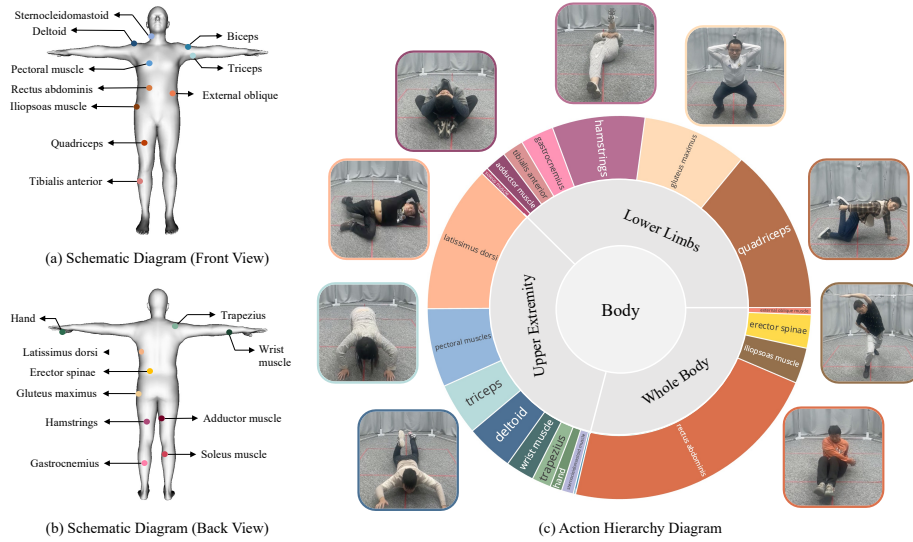 Sternocleidomastoid
Deltoid
Biceps
Triceps
Pectoral muscle
Rectus abdominis
External oblique
Iliopsoas muscle
Quadriceps
Tibialis anterior
(a) Schematic Diagram (Front View)
Hand
Trapezius
Wrist
muscle
Latissimus dorsi
Erector spinae
Gluteus maximus
Hamstrings
Adductor muscle
Soleus muscle
Gastrocnemius
(b) Schematic Diagram (Back View)
Body
Lower Limbs
Upper Extremity
Whole Body
adductor muscle
tibialis anterior
gastrocnemius
hamstrings
gluteus maximus
quadriceps
external oblique muscle
erector spinae
iliopsoas muscle
rectus abdominis
hand
trapezius
wrist muscle
deltoid
triceps
pectoral muscles
latissimus dorsi
(c) Action Hierarchy Diagram